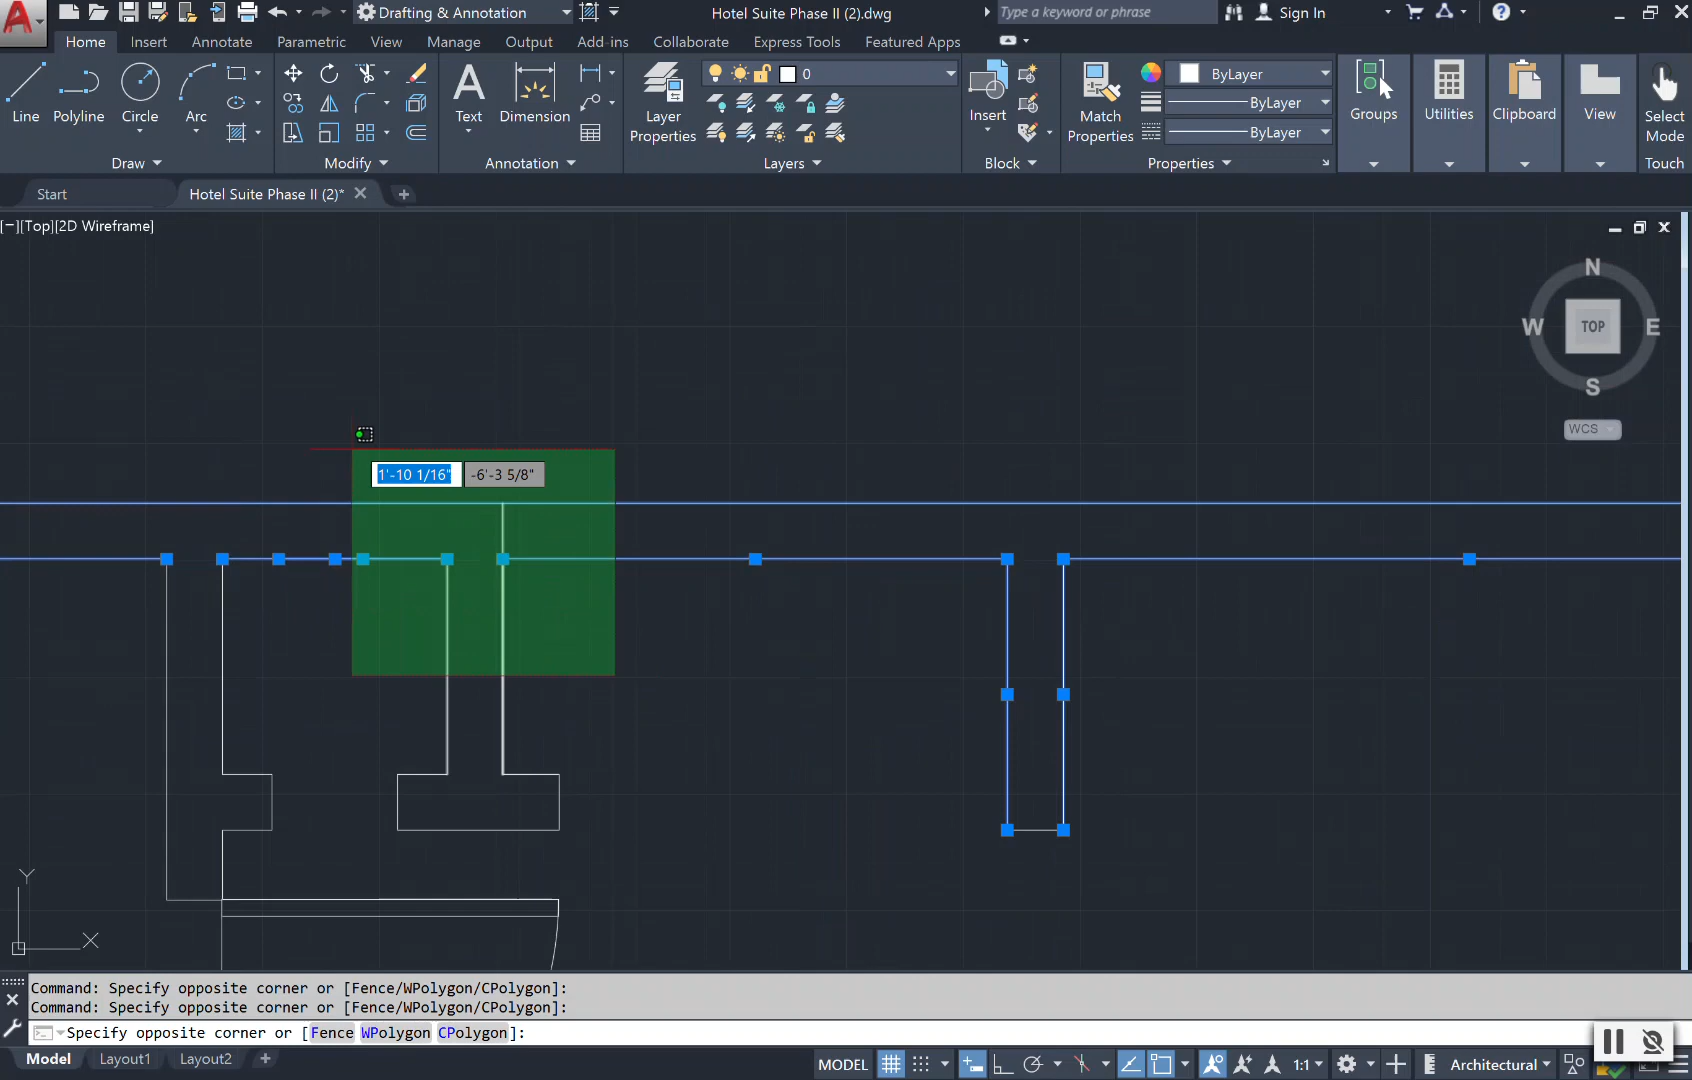 Drafting & Annotation
Hotel Suite Phase II (2).dwg
Type a keyword or phrase
Sign In
Home
Insert
Annotate
Parametric
View
Manage
Output
Add-ins
Collaborate
Express Tools
Featured Apps
Line
Polyline
Circle
Arc
Text
Dimension
Layer
Properties
0
Insert
Match
Properties
ByLayer
ByLayer
ByLayer
Groups
Utilities
Clipboard
View
Select
Mode
Draw
Modify
Annotation
Layers
Block
Properties
Touch
Start
Hotel Suite Phase II (2)*
[−][Top][2D Wireframe]
N
W
TOP
E
S
WCS
1'-10 1/16"
-6'-3 5/8"
Y
X
Command: Specify opposite corner or [Fence/WPolygon/CPolygon]:
Command: Specify opposite corner or [Fence/WPolygon/CPolygon]:
Specify opposite corner or [Fence WPolygon CPolygon]:
Model
Layout1
Layout2
MODEL
1:1
Architectural